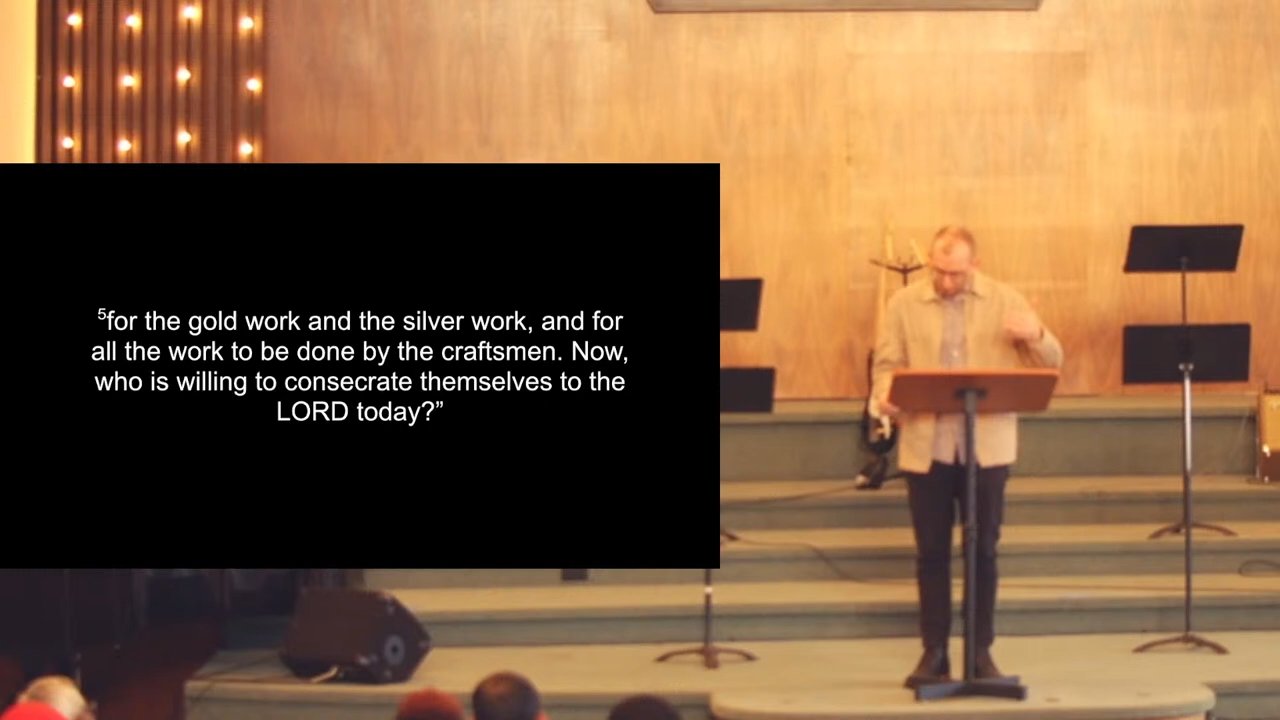 ⁵for the gold work and the silver work, and for
all the work to be done by the craftsmen. Now,
who is willing to consecrate themselves to the
LORD today?”